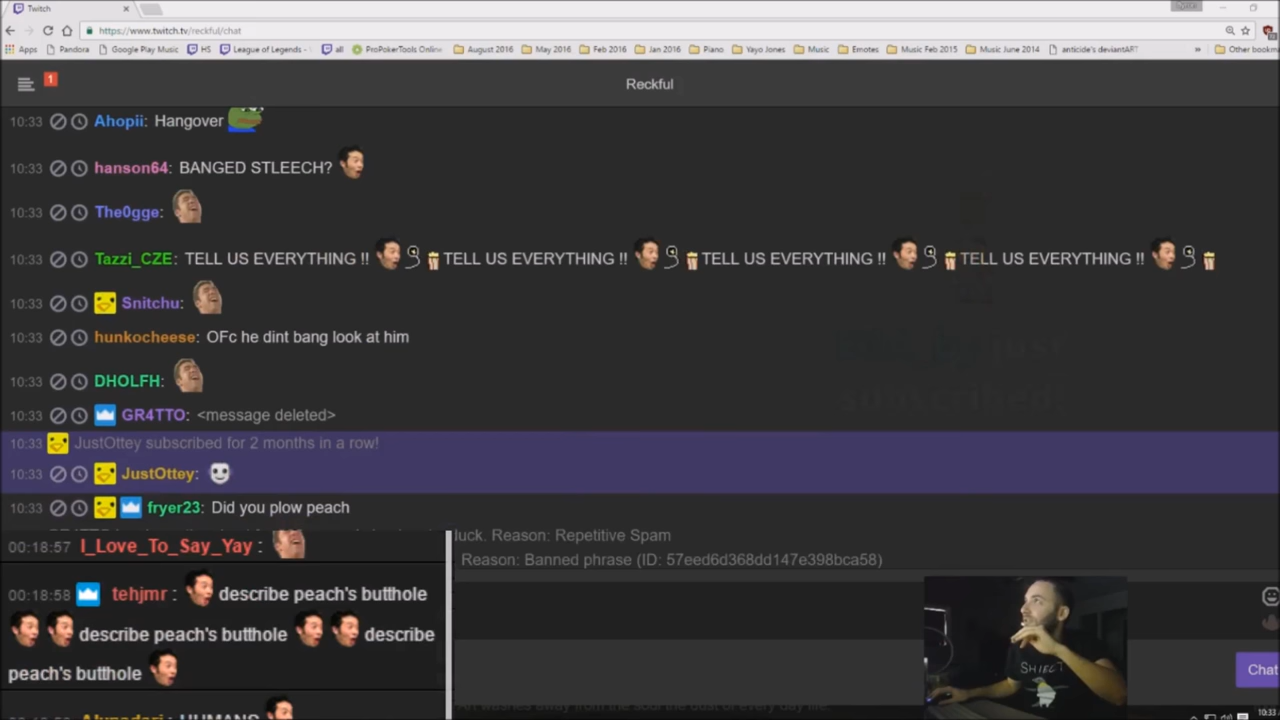 Twitch
https://www.twitch.tv/reckful/chat
Apps Pandora Google Play Music HS League of Legends - all ProPokerTools Online August 2016 May 2016 Feb 2016 Jan 2016 Piano Yayo Jones Music Emotes Music Feb 2015 Music June 2014 anticide's deviantART » Other bookm
1
Reckful
10:33 Ahopii: Hangover
10:33 hanson64: BANGED STLEECH?
10:33 The0gge:
10:33 Tazzi_CZE: TELL US EVERYTHING !! TELL US EVERYTHING !! TELL US EVERYTHING !! TELL US EVERYTHING !!
10:33 Snitchu:
10:33 hunkocheese: OFc he dint bang look at him
10:33 DHOLFH:
10:33 GR4TTO: <message deleted>
10:33 JustOttey subscribed for 2 months in a row!
10:33 JustOttey:
10:33 fryer23: Did you plow peach
luck. Reason: Repetitive Spam
Reason: Banned phrase (ID: 57eed6d368dd147e398bca58)
00:18:57 I_Love_To_Say_Yay :
00:18:58 tehjmr : describe peach's butthole
describe peach's butthole describe
peach's butthole
SHIEET
Chat
10:33